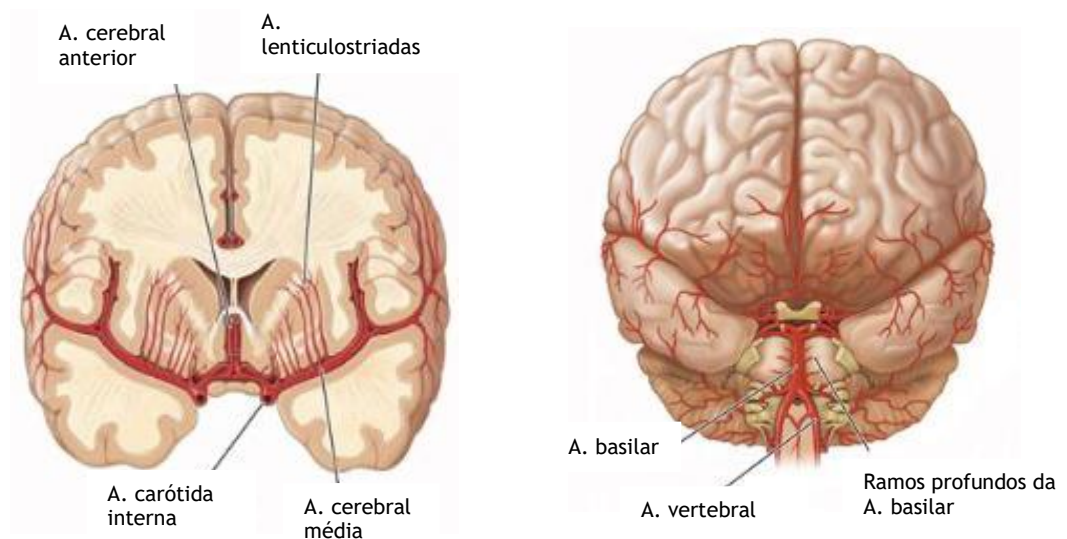 A. cerebral
anterior
A.
lenticulostriadas
A. carótida
interna
A. cerebral
média
A. basilar
A. vertebral
Ramos profundos da
A. basilar